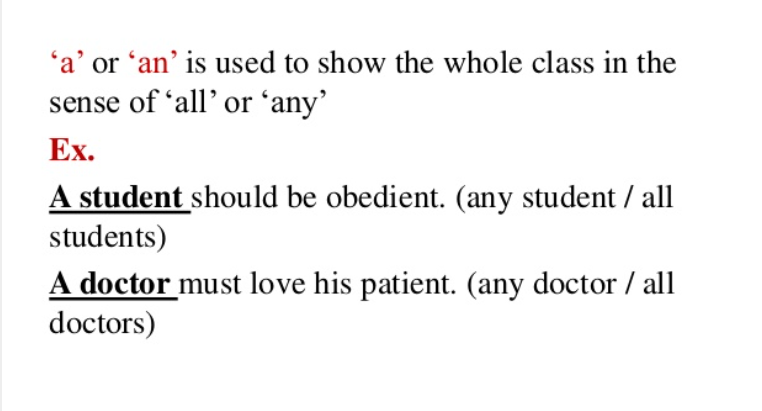 ‘a’ or ‘an’ is used to show the whole class in the
sense of ‘all’ or ‘any’
Ex.
A student should be obedient. (any student / all
students)
A doctor must love his patient. (any doctor / all
doctors)